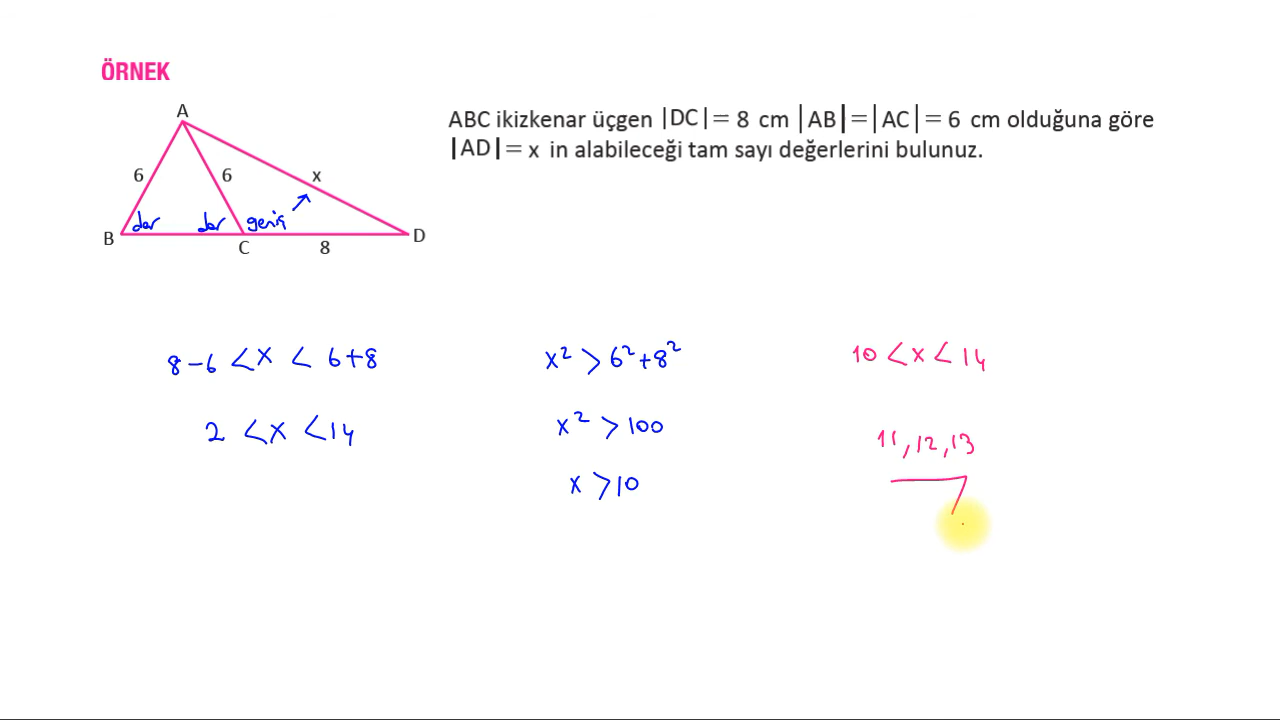 ÖRNEK
A
ABC ikizkenar üçgen |DC| = 8 cm |AB| = |AC| = 6 cm olduğuna göre
|AD| = x in alabileceği tam sayı değerlerini bulunuz.
6 6 x
dar dar geniş
B C 8 D
8-6 < x < 6+8
x² > 6²+8²
10 < x < 14
2 < x < 14
x² > 100
11, 12, 13
x > 10